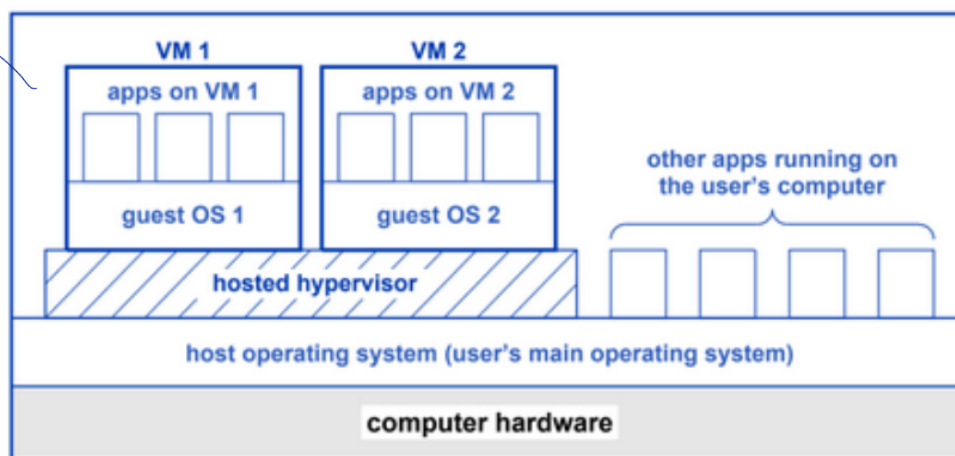 VM 1
VM 2
apps on VM 1
apps on VM 2
other apps running on
the user's computer
guest OS 1
guest OS 2
hosted hypervisor
host operating system (user's main operating system)
computer hardware